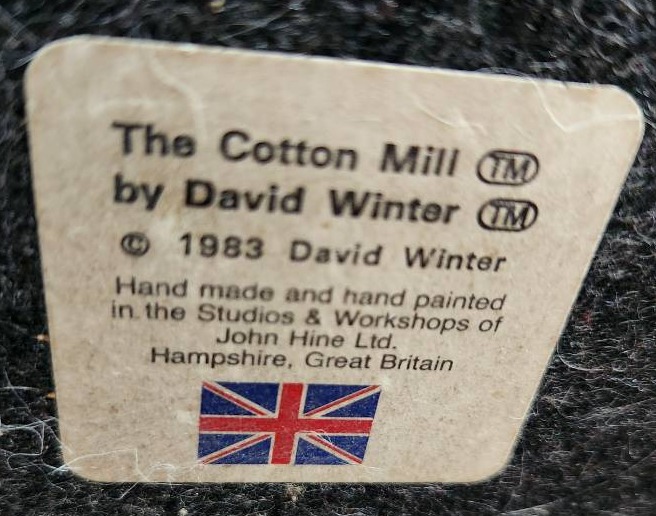 The Cotton Mill ™
by David Winter ™
© 1983 David Winter
Hand made and hand painted
in the Studios & Workshops of
John Hine Ltd.
Hampshire, Great Britain